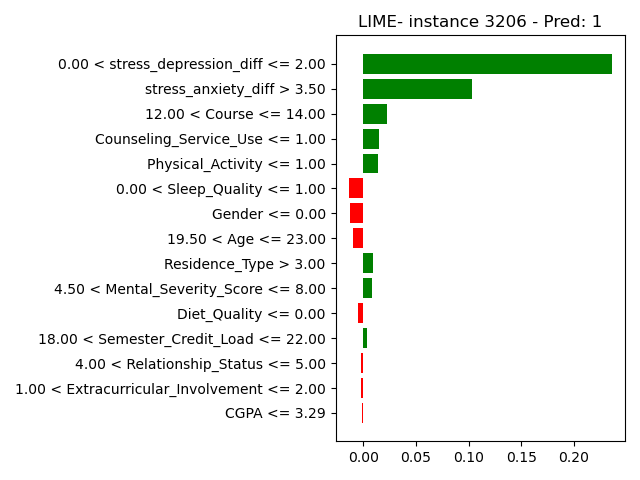 LIME- instance 3206 - Pred: 1
0.00 < stress_depression_diff <= 2.00
stress_anxiety_diff > 3.50
12.00 < Course <= 14.00
Counseling_Service_Use <= 1.00
Physical_Activity <= 1.00
0.00 < Sleep_Quality <= 1.00
Gender <= 0.00
19.50 < Age <= 23.00
Residence_Type > 3.00
4.50 < Mental_Severity_Score <= 8.00
Diet_Quality <= 0.00
18.00 < Semester_Credit_Load <= 22.00
4.00 < Relationship_Status <= 5.00
1.00 < Extracurricular_Involvement <= 2.00
CGPA <= 3.29
0.00 0.05 0.10 0.15 0.20